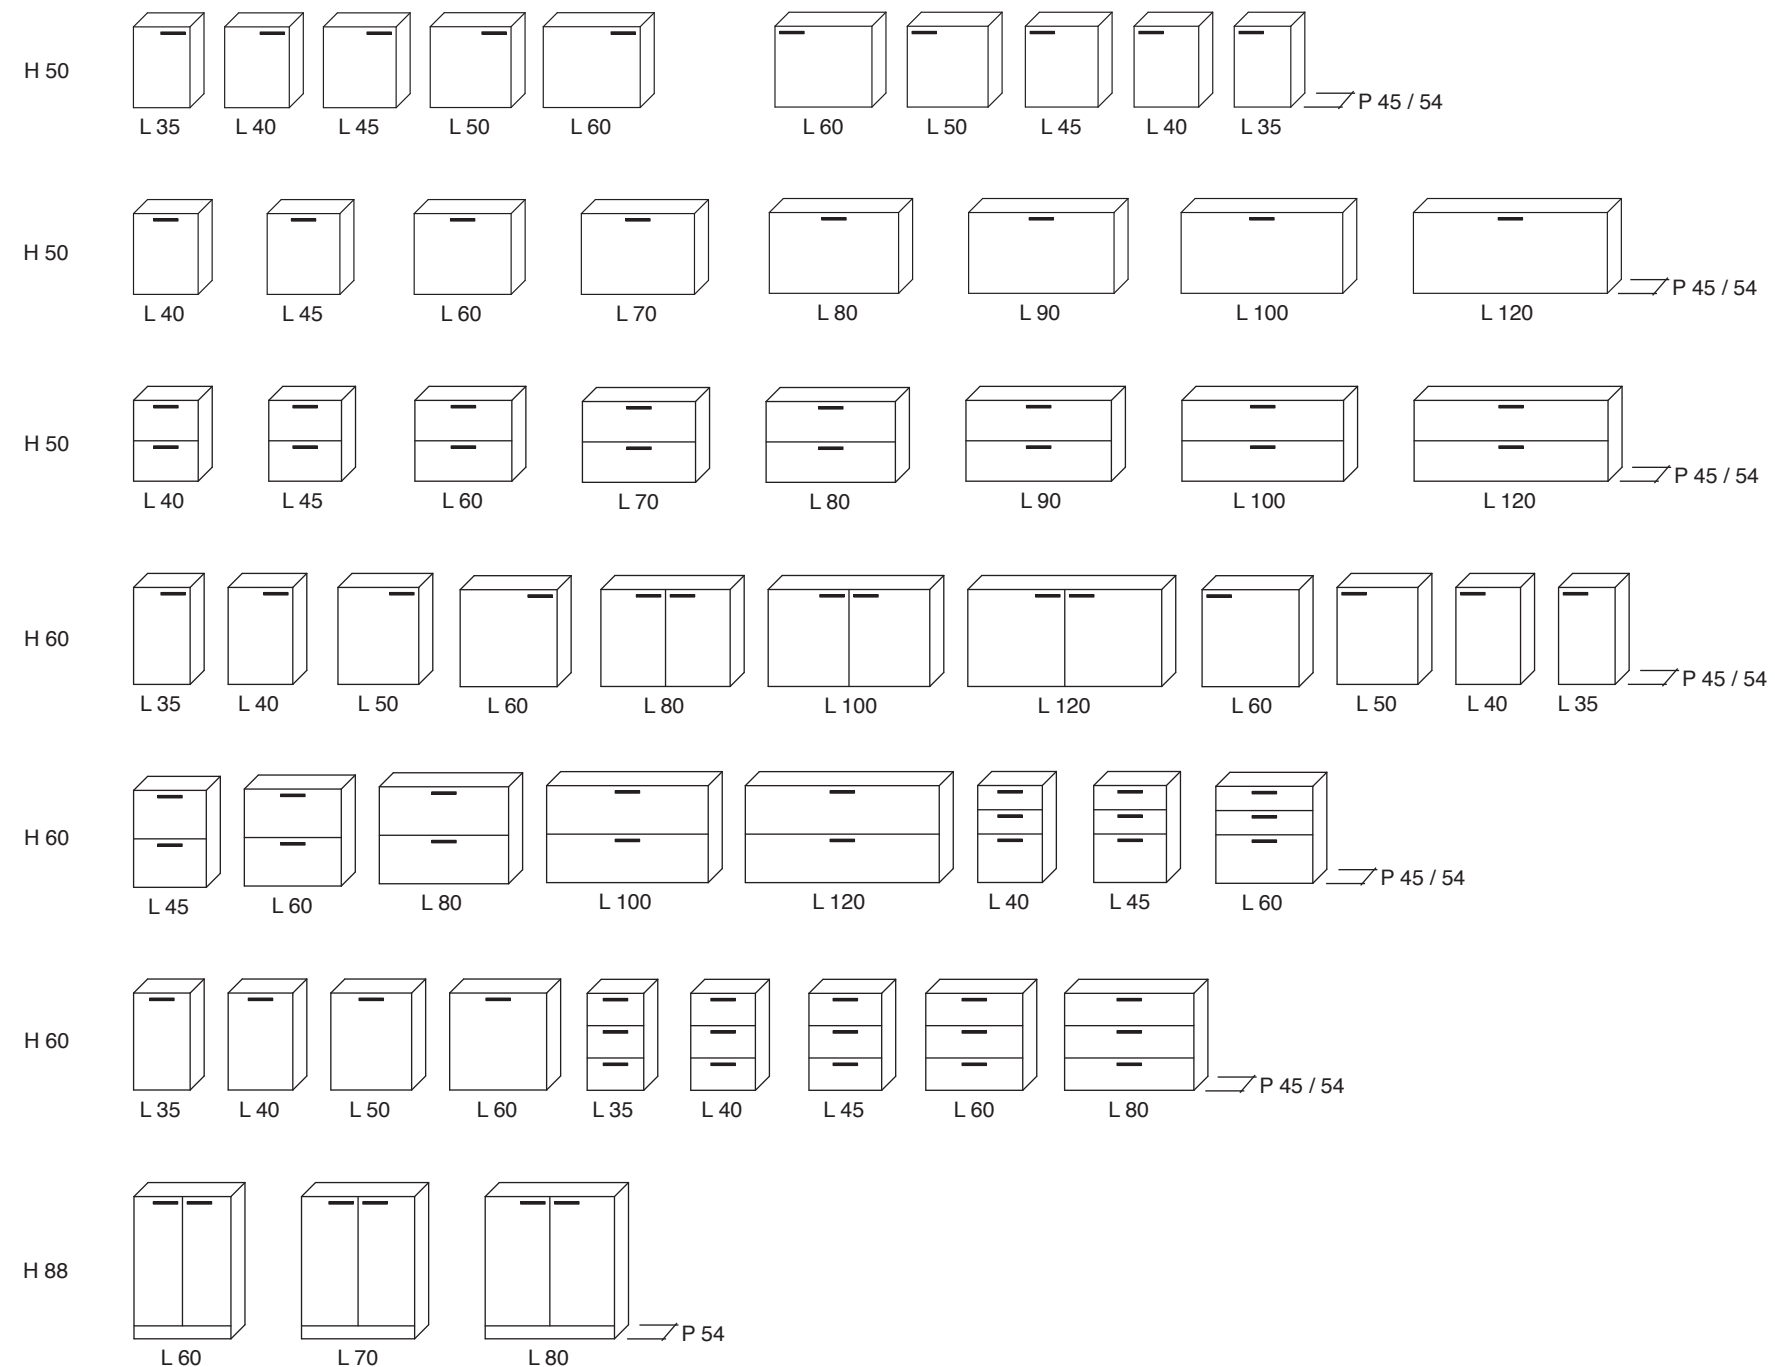 H 50
L 35 L 40 L 45 L 50 L 60 L 60 L 50 L 45 L 40 L 35 P 45 / 54
H 50
L 40 L 45 L 60 L 70 L 80 L 90 L 100 L 120 P 45 / 54
H 50
L 40 L 45 L 60 L 70 L 80 L 90 L 100 L 120 P 45 / 54
H 60
L 35 L 40 L 50 L 60 L 80 L 100 L 120 L 60 L 50 L 40 L 35 P 45 / 54
H 60
L 45 L 60 L 80 L 100 L 120 L 40 L 45 L 60 P 45 / 54
H 60
L 35 L 40 L 50 L 60 L 35 L 40 L 45 L 60 L 80 P 45 / 54
H 88
L 60 L 70 L 80 P 54